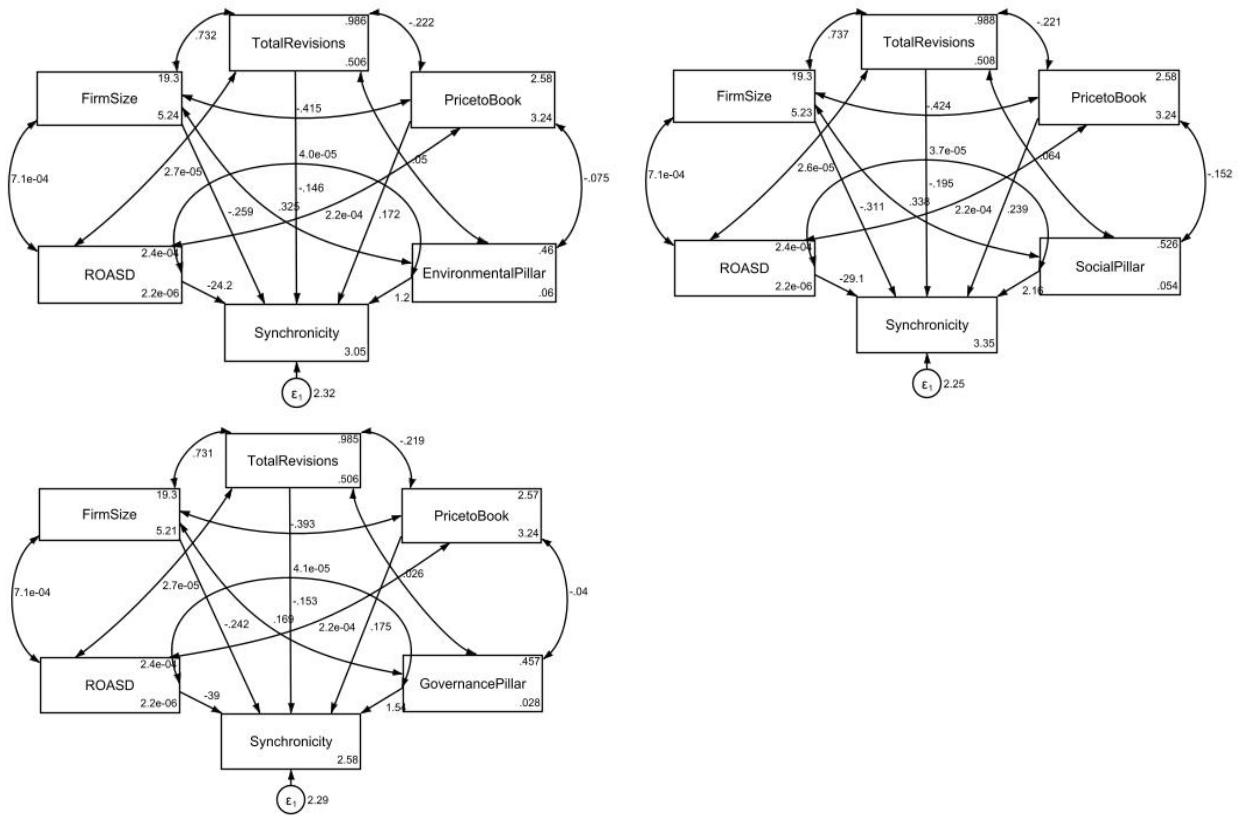 .986
.732
-.222
TotalRevisions
.506
19.3
FirmSize
5.24
2.58
PricetoBook
3.24
-.415
4.0e-05
.05
7.1e-04
2.7e-05
-.146
-.075
-.259
.325
2.2e-04
.172
2.4e-04
ROASD
2.2e-06
.46
EnvironmentalPillar
.06
-24.2
1.2
Synchronicity
3.05
ε1
2.32
.988
.737
-.221
TotalRevisions
.508
19.3
FirmSize
5.23
2.58
PricetoBook
3.24
-.424
3.7e-05
.064
7.1e-04
2.6e-05
-.195
-.152
-.311
.338
2.2e-04
.239
2.4e-04
ROASD
2.2e-06
.526
SocialPillar
.054
-29.1
2.16
Synchronicity
3.35
ε1
2.25
.985
.731
-.219
TotalRevisions
.506
19.3
FirmSize
5.21
2.57
PricetoBook
3.24
-.393
4.1e-05
.026
7.1e-04
2.7e-05
-.153
-.04
-.242
.169
2.2e-04
.175
2.4e-04
ROASD
2.2e-06
.457
GovernancePillar
.028
-39
1.54
Synchronicity
2.58
ε1
2.29